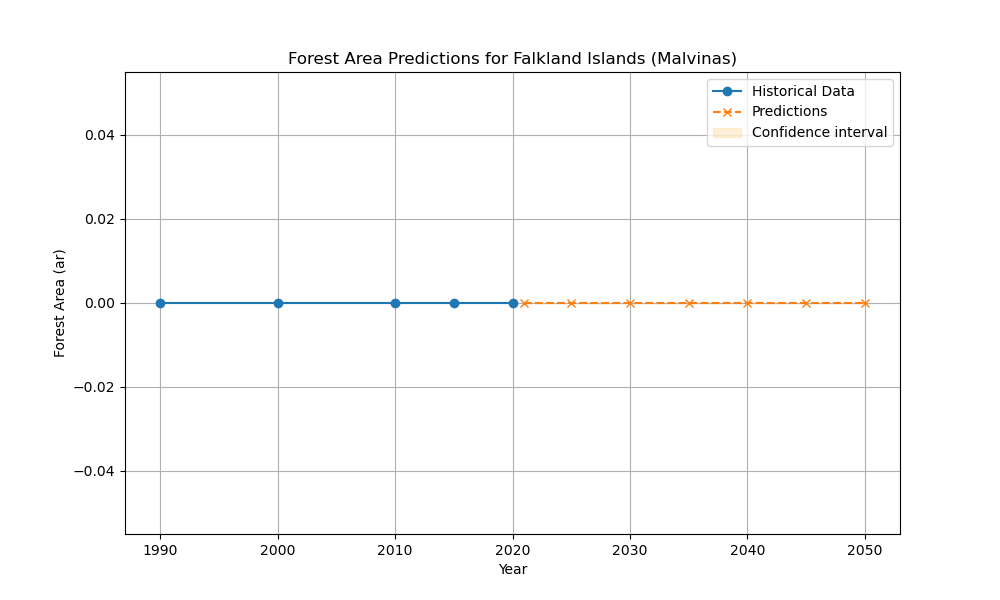 Forest Area Predictions for Falkland Islands (Malvinas)
Historical Data
Predictions
Confidence interval
0.04
0.02
0.00
−0.02
−0.04
Forest Area (ar)
1990 2000 2010 2020 2030 2040 2050
Year